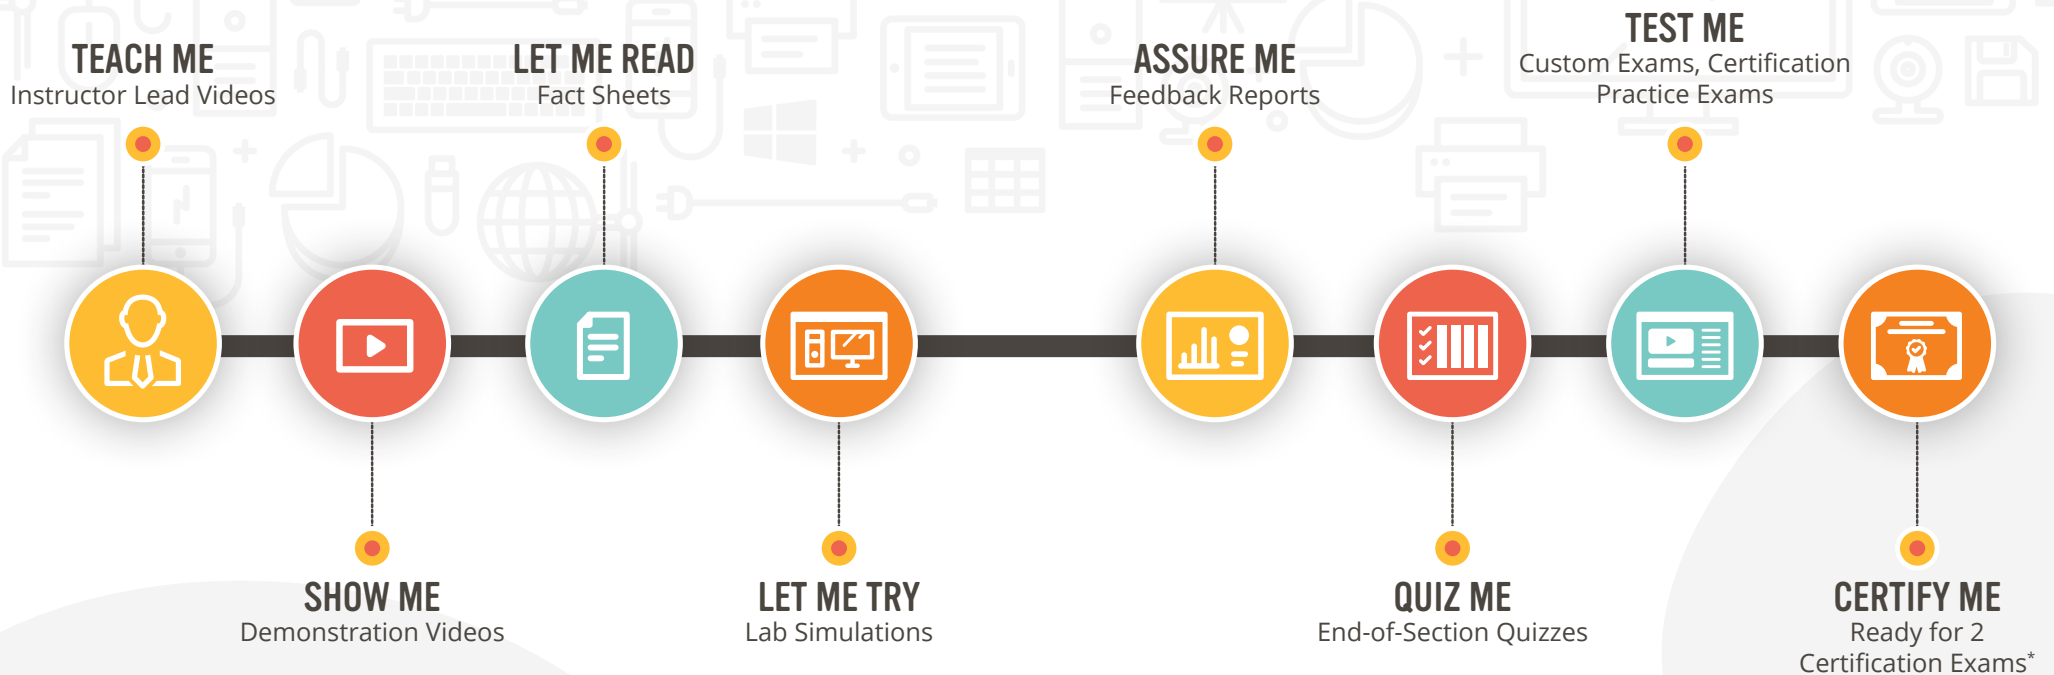 TEACH ME
Instructor Lead Videos
SHOW ME
Demonstration Videos
LET ME READ
Fact Sheets
LET ME TRY
Lab Simulations
ASSURE ME
Feedback Reports
QUIZ ME
End-of-Section Quizzes
TEST ME
Custom Exams, Certification
Practice Exams
CERTIFY ME
Ready for 2
Certification Exams*